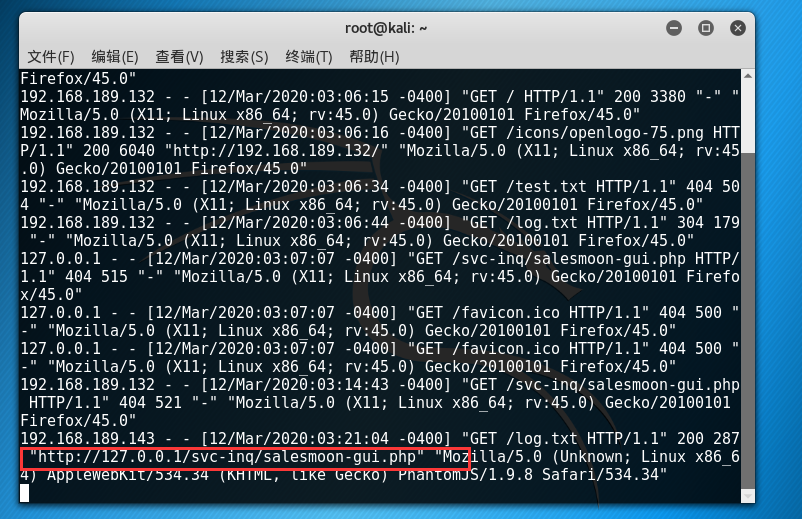 root@kali: ~
文件(F) 编辑(E) 查看(V) 搜索(S) 终端(T) 帮助(H)
Firefox/45.0"
192.168.189.132 - - [12/Mar/2020:03:06:15 -0400] "GET / HTTP/1.1" 200 3380 "-" "
Mozilla/5.0 (X11; Linux x86_64; rv:45.0) Gecko/20100101 Firefox/45.0"
192.168.189.132 - - [12/Mar/2020:03:06:16 -0400] "GET /icons/openlogo-75.png HTT
P/1.1" 200 6040 "http://192.168.189.132/" "Mozilla/5.0 (X11; Linux x86_64; rv:45
.0) Gecko/20100101 Firefox/45.0"
192.168.189.132 - - [12/Mar/2020:03:06:34 -0400] "GET /test.txt HTTP/1.1" 404 50
4 "-" "Mozilla/5.0 (X11; Linux x86_64; rv:45.0) Gecko/20100101 Firefox/45.0"
192.168.189.132 - - [12/Mar/2020:03:06:44 -0400] "GET /log.txt HTTP/1.1" 304 179
"-" "Mozilla/5.0 (X11; Linux x86_64; rv:45.0) Gecko/20100101 Firefox/45.0"
127.0.0.1 - - [12/Mar/2020:03:07:07 -0400] "GET /svc-inq/salesmoon-gui.php HTTP/
1.1" 404 515 "-" "Mozilla/5.0 (X11; Linux x86_64; rv:45.0) Gecko/20100101 Firefo
x/45.0"
127.0.0.1 - - [12/Mar/2020:03:07:07 -0400] "GET /favicon.ico HTTP/1.1" 404 500 "
-" "Mozilla/5.0 (X11; Linux x86_64; rv:45.0) Gecko/20100101 Firefox/45.0"
127.0.0.1 - - [12/Mar/2020:03:07:07 -0400] "GET /favicon.ico HTTP/1.1" 404 500 "
-" "Mozilla/5.0 (X11; Linux x86_64; rv:45.0) Gecko/20100101 Firefox/45.0"
192.168.189.132 - - [12/Mar/2020:03:14:43 -0400] "GET /svc-inq/salesmoon-gui.php
HTTP/1.1" 404 521 "-" "Mozilla/5.0 (X11; Linux x86_64; rv:45.0) Gecko/20100101
Firefox/45.0"
192.168.189.143 - - [12/Mar/2020:03:21:04 -0400] "GET /log.txt HTTP/1.1" 200 287
"http://127.0.0.1/svc-inq/salesmoon-gui.php" "Mozilla/5.0 (Unknown; Linux x86_6
4) AppleWebKit/534.34 (KHTML, like Gecko) PhantomJS/1.9.8 Safari/534.34"